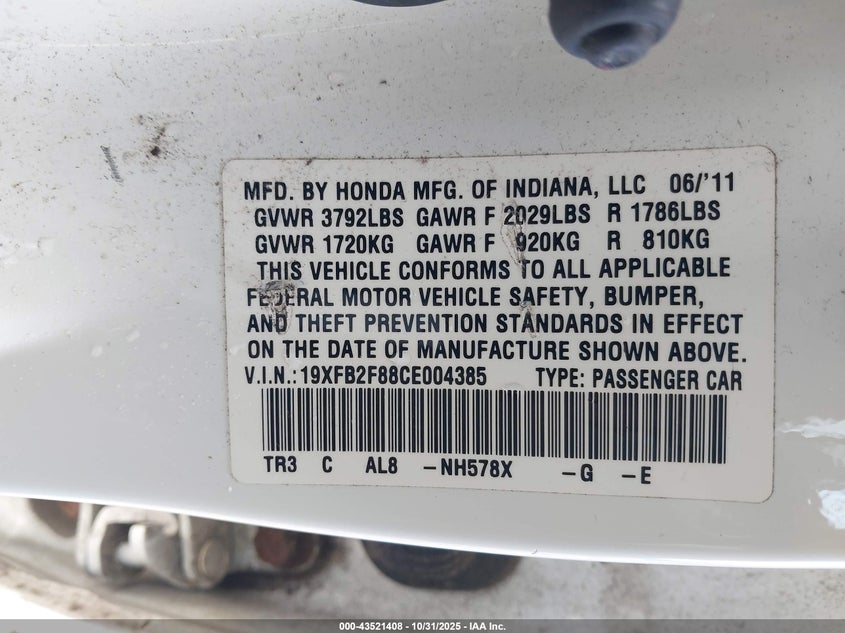 MFD. BY HONDA MFG. OF INDIANA, LLC 06/'11
GVWR 3792LBS GAWR F 2029LBS R 1786LBS
GVWR 1720KG GAWR F 920KG R 810KG
THIS VEHICLE CONFORMS TO ALL APPLICABLE
FEDERAL MOTOR VEHICLE SAFETY, BUMPER,
AND THEFT PREVENTION STANDARDS IN EFFECT
ON THE DATE OF MANUFACTURE SHOWN ABOVE.
V.I.N.:19XFB2F88CE004385 TYPE: PASSENGER CAR
TR3 C AL8 -NH578X -G -E
000-43521408 - 10/31/2025 - IAA Inc.